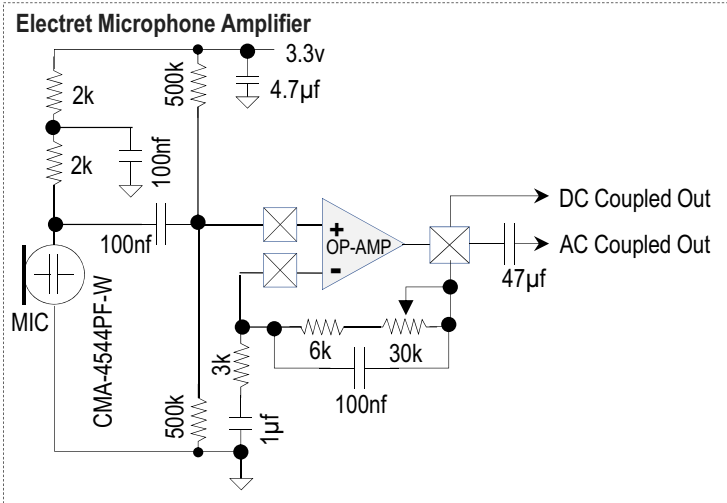 Electret Microphone Amplifier
3.3v
2k
500k
4.7µf
2k
100nf
100nf
+
OP-AMP
-
DC Coupled Out
AC Coupled Out
47µf
MIC
CMA-4544PF-W
3k
6k
30k
100nf
500k
1µf